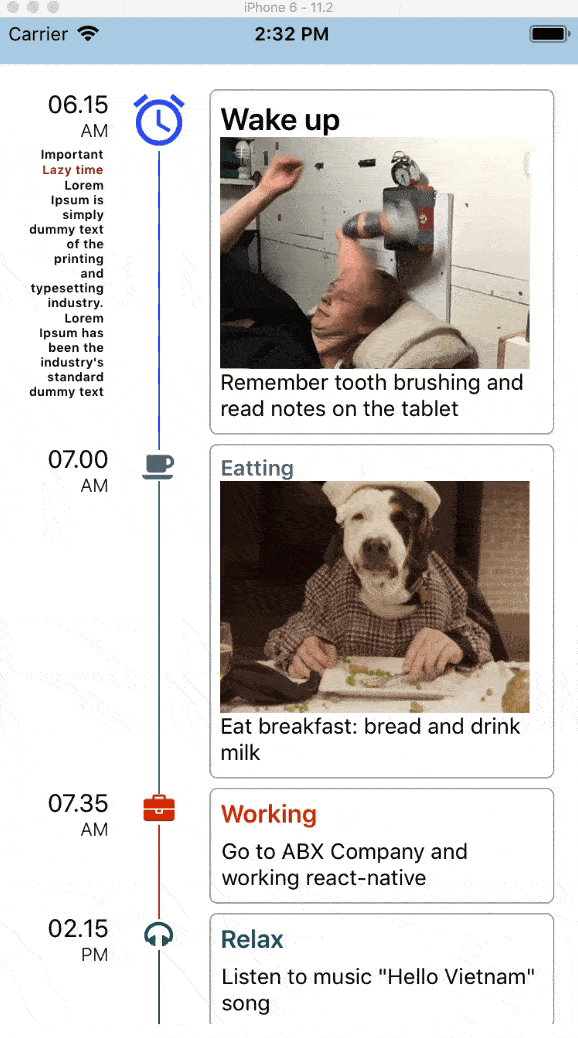 iPhone 6 - 11.2
Carrier 2:32 PM
06.15
AM
Important
Lazy time
Lorem
Ipsum is
simply
dummy text
of the
printing
and
typesetting
industry.
Lorem
Ipsum has
been the
industry's
standard
dummy text
Wake up
Remember tooth brushing and
read notes on the tablet
07.00
AM
Eatting
Eat breakfast: bread and drink
milk
07.35
AM
Working
Go to ABX Company and
working react-native
02.15
PM
Relax
Listen to music "Hello Vietnam"
song